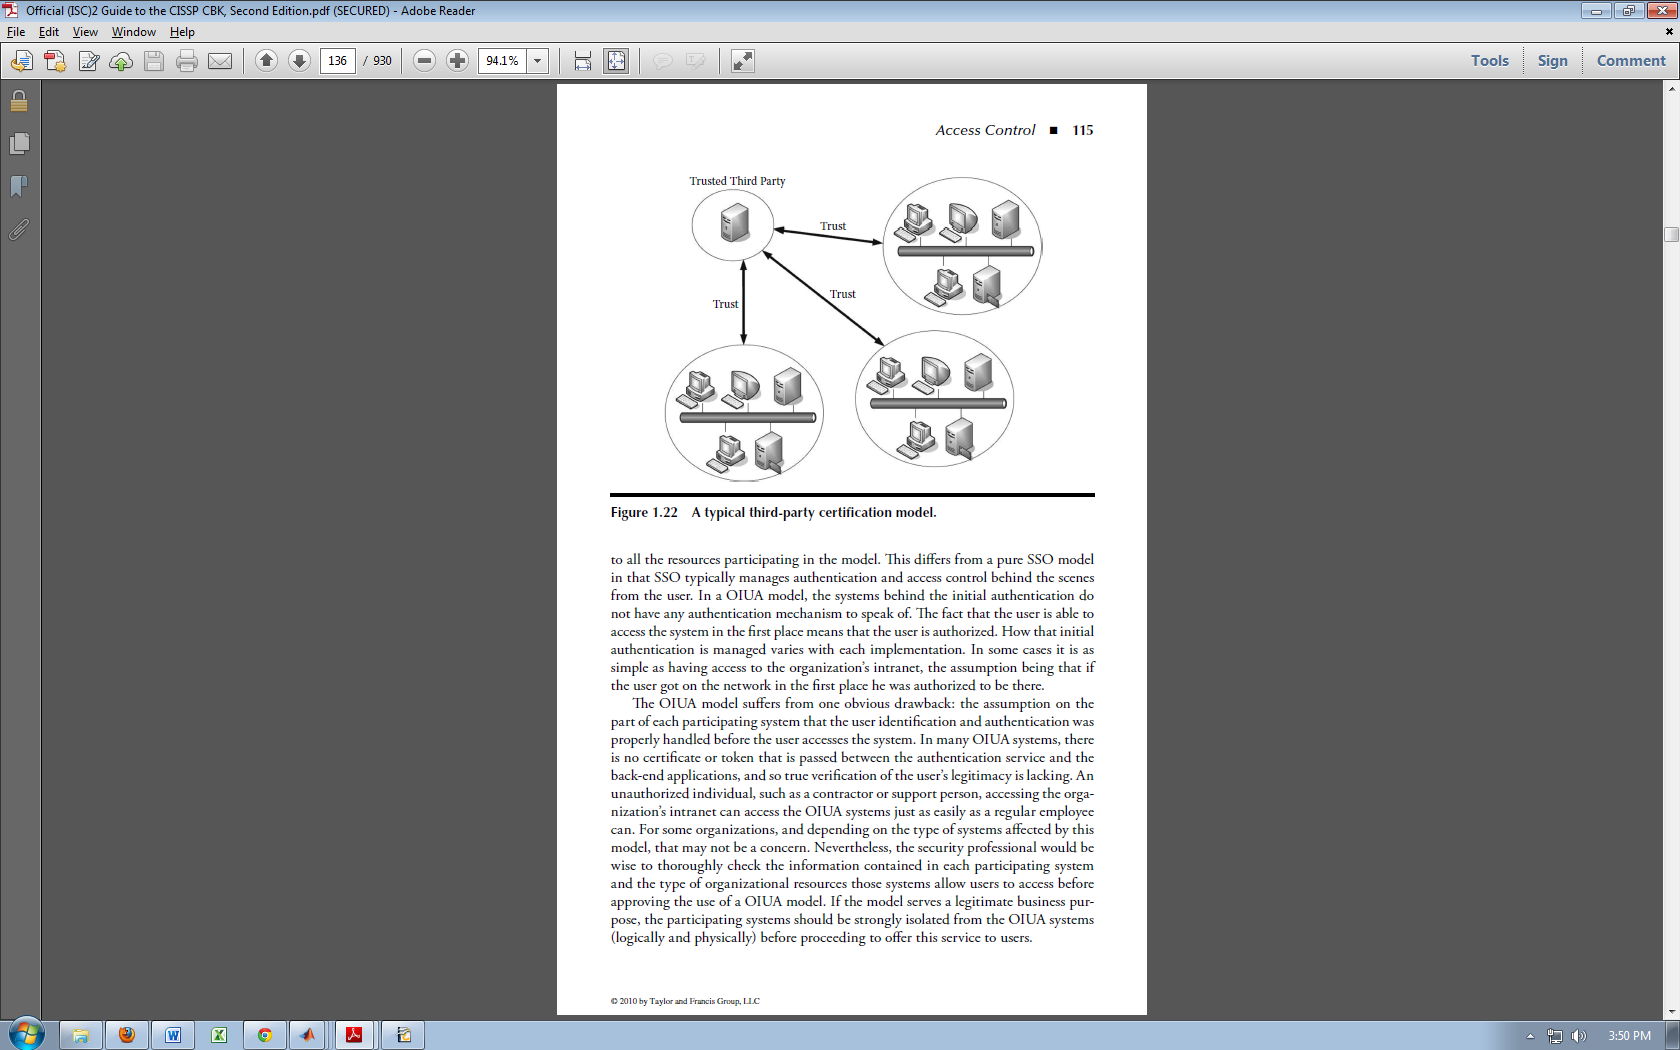 Official (ISC)2 Guide to the CISSP CBK, Second Edition.pdf (SECURED) - Adobe Reader
File Edit View Window Help
136 / 930 94.1% Tools Sign Comment
Access Control ■ 115
Trusted Third Party
Trust
Trust
Trust
Figure 1.22 A typical third-party certification model.
to all the resources participating in the model. This differs from a pure SSO model
in that SSO typically manages authentication and access control behind the scenes
from the user. In a OIUA model, the systems behind the initial authentication do
not have any authentication mechanism to speak of. The fact that the user is able to
access the system in the first place means that the user is authorized. How that initial
authentication is managed varies with each implementation. In some cases it is as
simple as having access to the organization's intranet, the assumption being that if
the user got on the network in the first place he was authorized to be there.
The OIUA model suffers from one obvious drawback: the assumption on the
part of each participating system that the user identification and authentication was
properly handled before the user accesses the system. In many OIUA systems, there
is no certificate or token that is passed between the authentication service and the
back-end applications, and so true verification of the user's legitimacy is lacking. An
unauthorized individual, such as a contractor or support person, accessing the orga-
nization's intranet can access the OIUA systems just as easily as a regular employee
can. For some organizations, and depending on the type of systems affected by this
model, that may not be a concern. Nevertheless, the security professional would be
wise to thoroughly check the information contained in each participating system
and the type of organizational resources those systems allow users to access before
approving the use of a OIUA model. If the model serves a legitimate business pur-
pose, the participating systems should be strongly isolated from the OIUA systems
(logically and physically) before proceeding to offer this service to users.
© 2010 by Taylor and Francis Group, LLC
3:50 PM